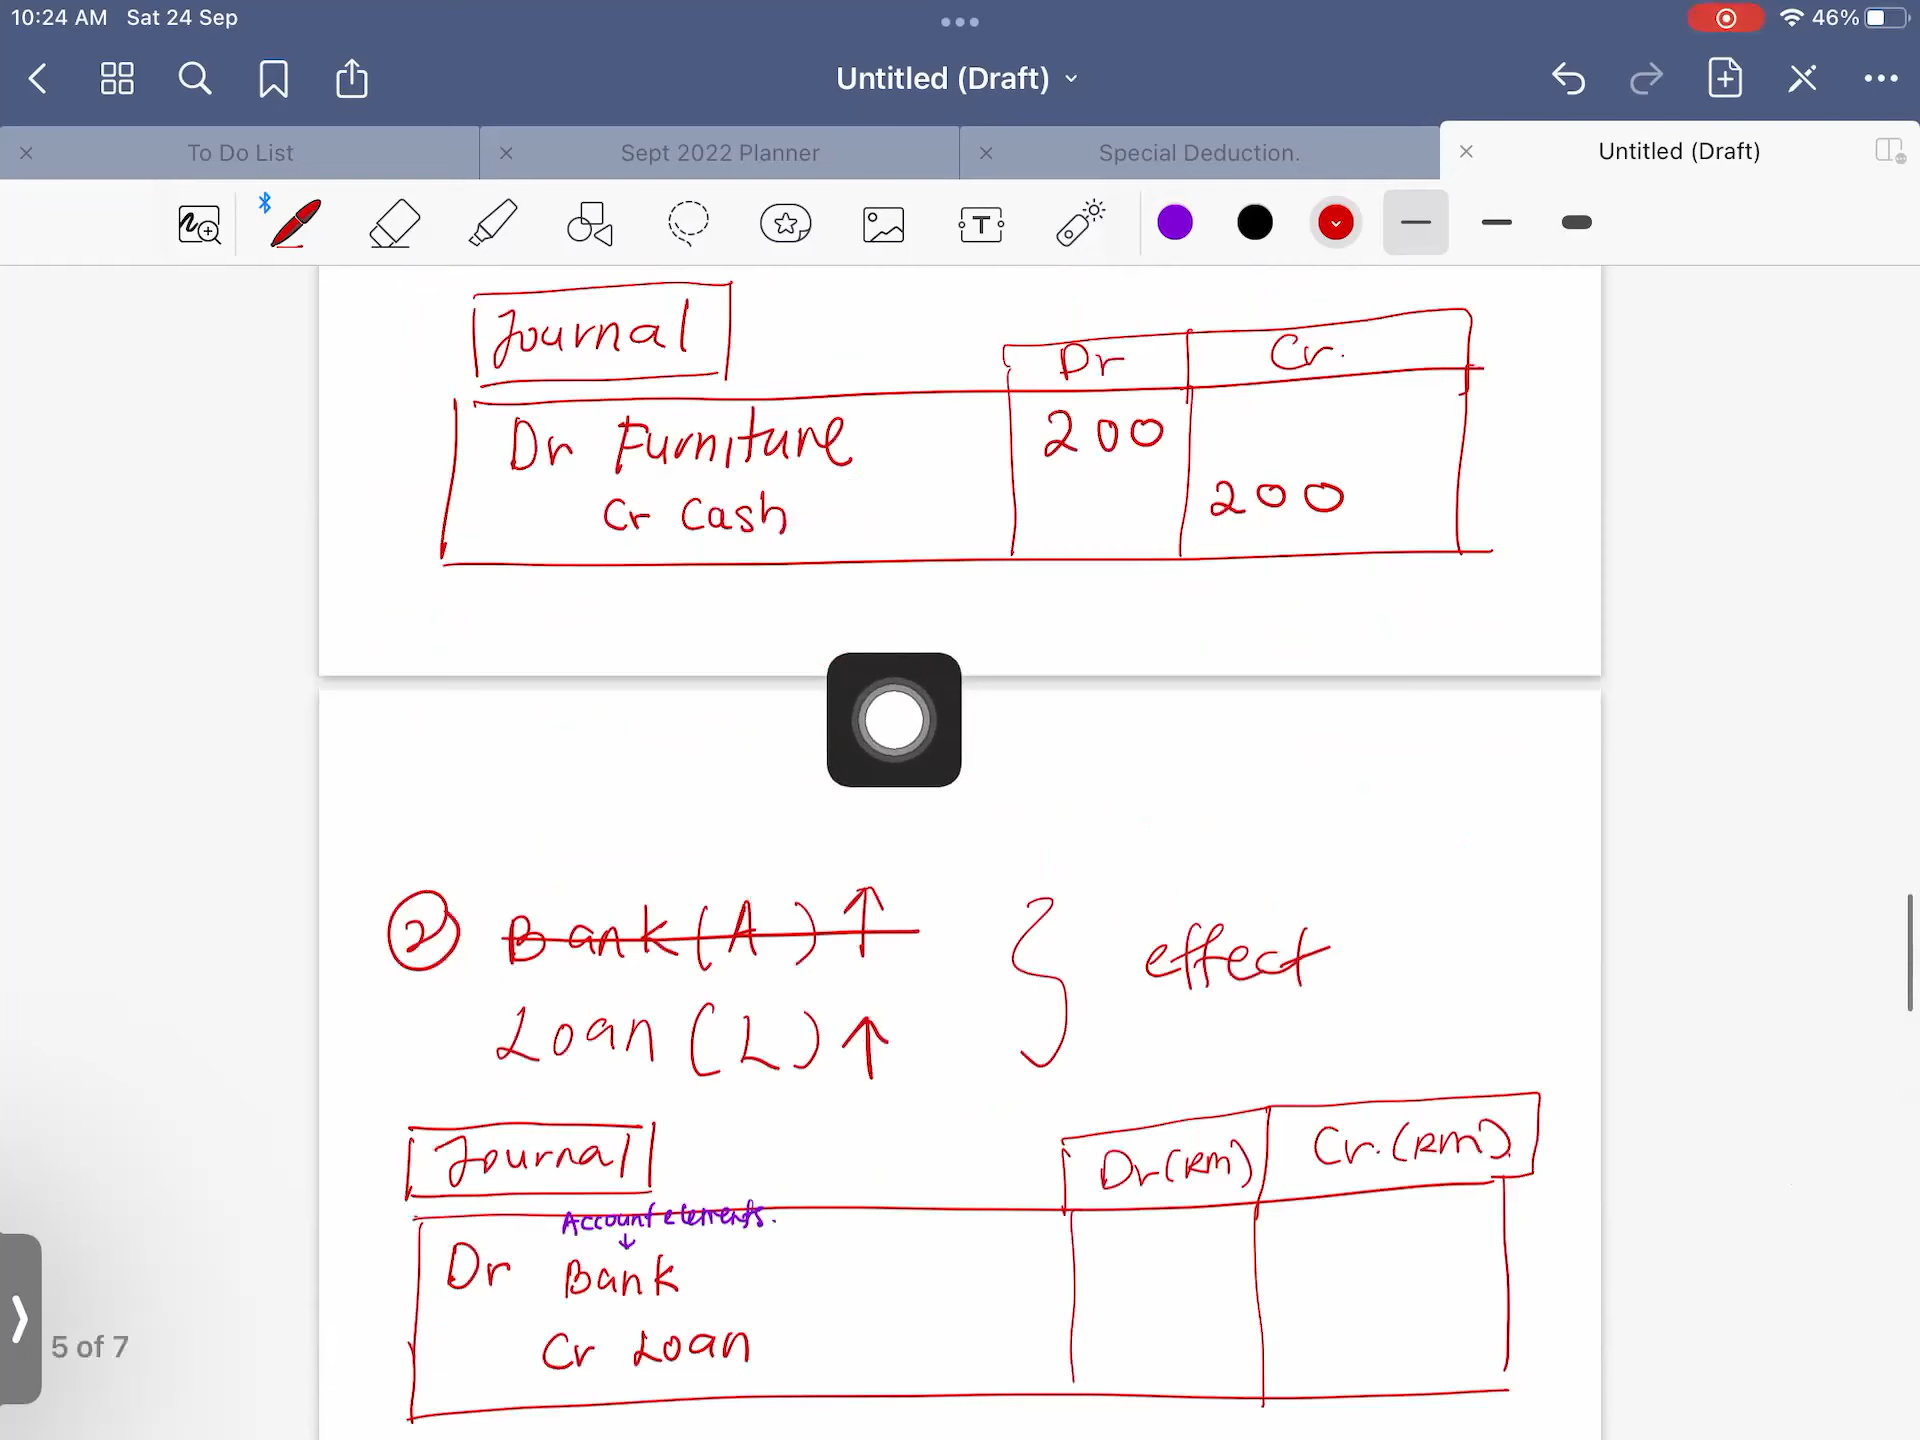 10:24 AM Sat 24 Sep
46%
Untitled (Draft)
To Do List
Sept 2022 Planner
Special Deduction.
Untitled (Draft)
T
Journal
Dr Cr.
Dr Furniture 200
Cr Cash 200
2 Bank (A) ↑
effect
Loan (L) ↑
Journal
Dr (RM) Cr. (RM)
Account elements.
↓
Dr Bank
Cr Loan
5 of 7